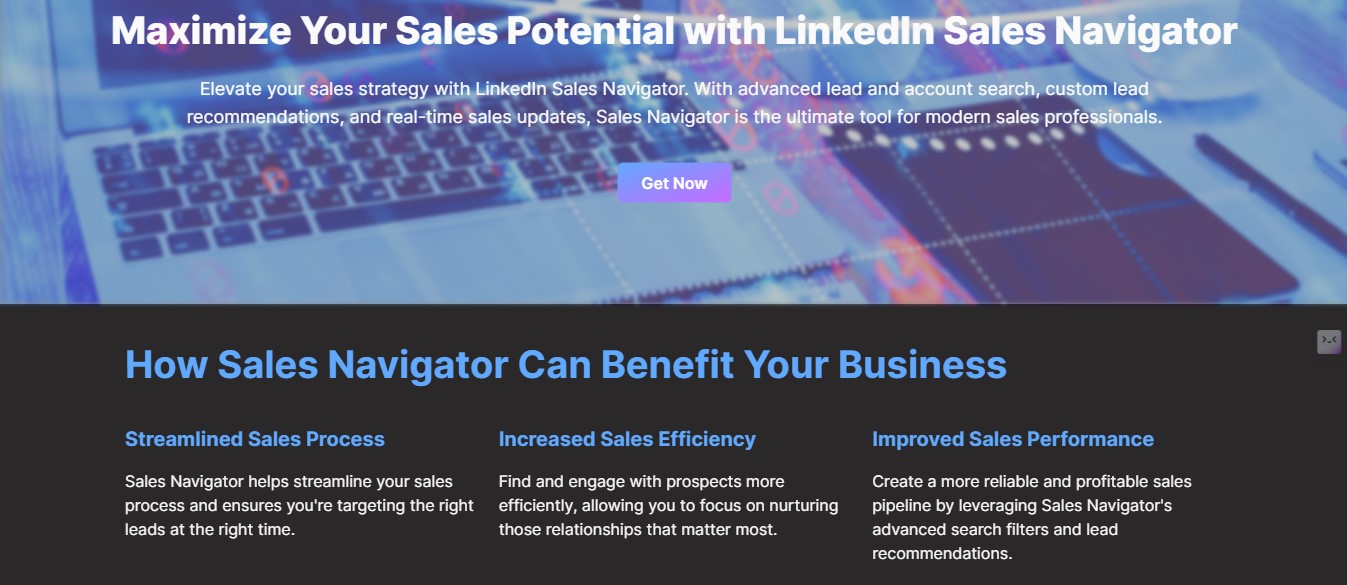 Maximize Your Sales Potential with LinkedIn Sales Navigator
Elevate your sales strategy with LinkedIn Sales Navigator. With advanced lead and account search, custom lead
recommendations, and real-time sales updates, Sales Navigator is the ultimate tool for modern sales professionals.
Get Now
How Sales Navigator Can Benefit Your Business
Streamlined Sales Process
Sales Navigator helps streamline your sales
process and ensures you're targeting the right
leads at the right time.
Increased Sales Efficiency
Find and engage with prospects more
efficiently, allowing you to focus on nurturing
those relationships that matter most.
Improved Sales Performance
Create a more reliable and profitable sales
pipeline by leveraging Sales Navigator's
advanced search filters and lead
recommendations.